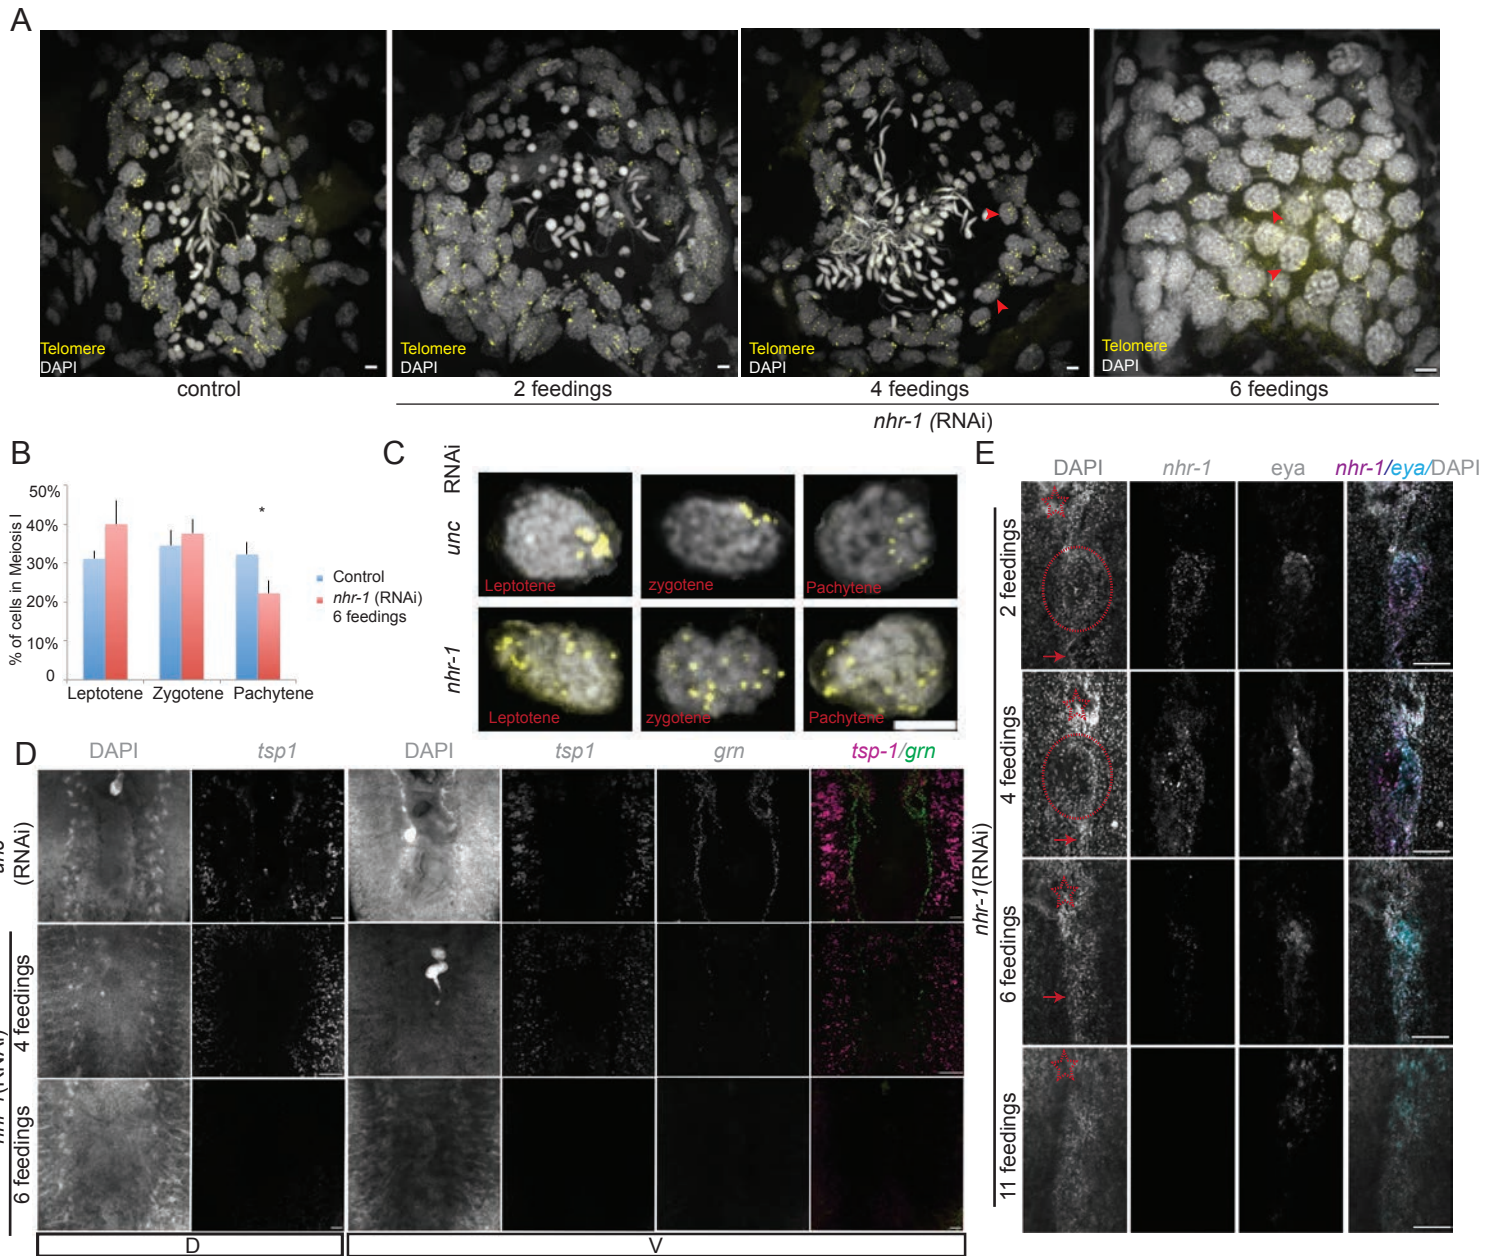 A
Telomere
DAPI
Telomere
DAPI
Telomere
DAPI
Telomere
DAPI
control
2 feedings
4 feedings
6 feedings
nhr-1 (RNAi)
B
% of cells in Meiosis I
50%
40%
30%
20%
10%
0
*
Leptotene
Zygotene
Pachytene
Control
nhr-1 (RNAi)
6 feedings
C
RNAi
unc
Leptotene
zygotene
Pachytene
nhr-1
Leptotene
zygotene
Pachytene
D
DAPI
tsp1
DAPI
tsp1
grn
tsp-1/grn
(RNAi)
4 feedings
6 feedings
D
V
E
DAPI
nhr-1
eya
nhr-1/eya/DAPI
nhr-1(RNAi)
2 feedings
4 feedings
6 feedings
11 feedings